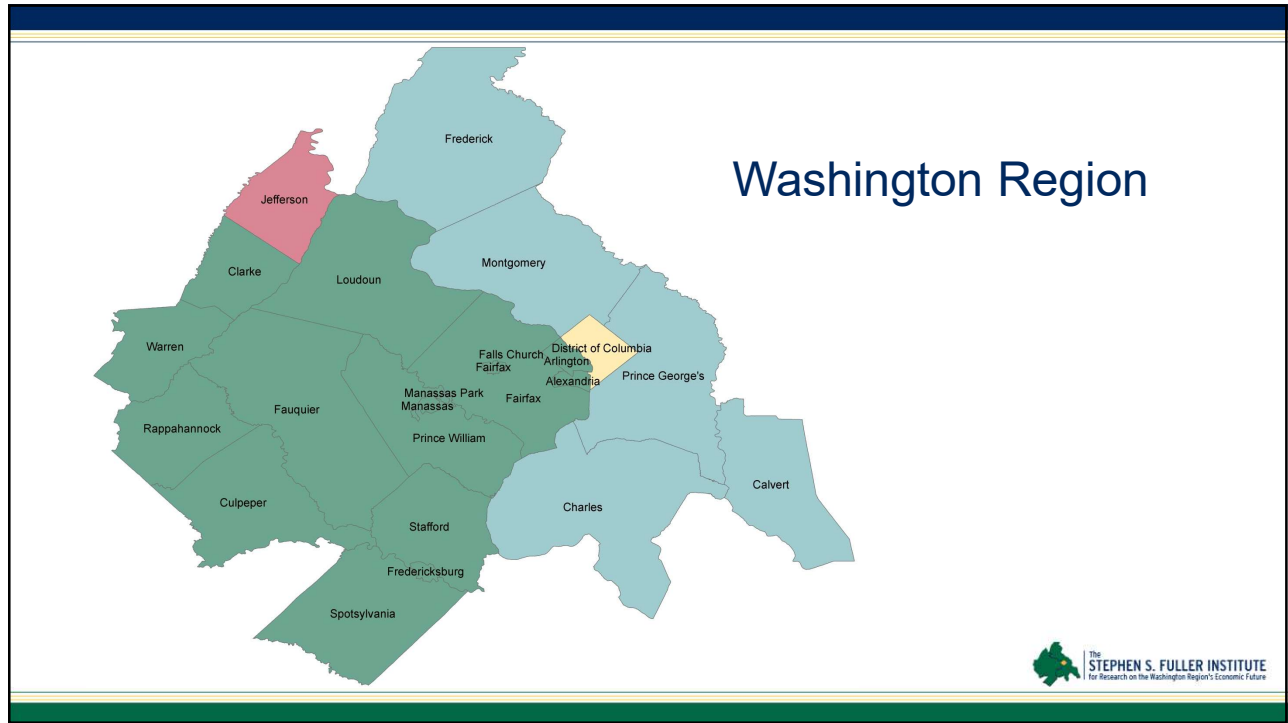 Washington Region
Frederick
Jefferson
Montgomery
Clarke
Loudoun
Warren
Falls Church
District of Columbia
Arlington
Fairfax
Prince George's
Alexandria
Manassas Park
Manassas
Fairfax
Fauquier
Rappahannock
Prince William
Calvert
Culpeper
Charles
Stafford
Fredericksburg
Spotsylvania
The
STEPHEN S. FULLER INSTITUTE
for Research on the Washington Region's Economic Future